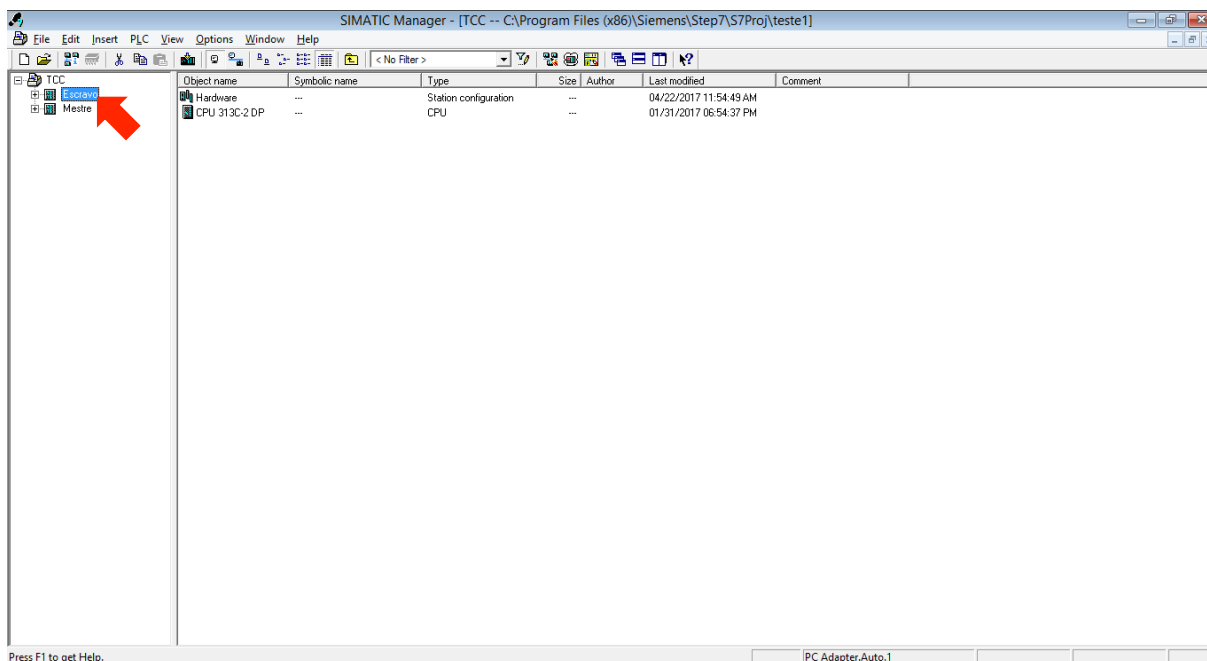 SIMATIC Manager - [TCC -- C:\Program Files (x86)\Siemens\Step7\S7Proj\teste1]
File Edit Insert PLC View Options Window Help
< No Filter >
TCC
Escravo
Mestre
Object name Symbolic name Type Size Author Last modified Comment
Hardware --- Station configuration --- 04/22/2017 11:54:49 AM
CPU 313C-2 DP --- CPU --- 01/31/2017 06:54:37 PM
Press F1 to get Help. PC Adapter.Auto.1